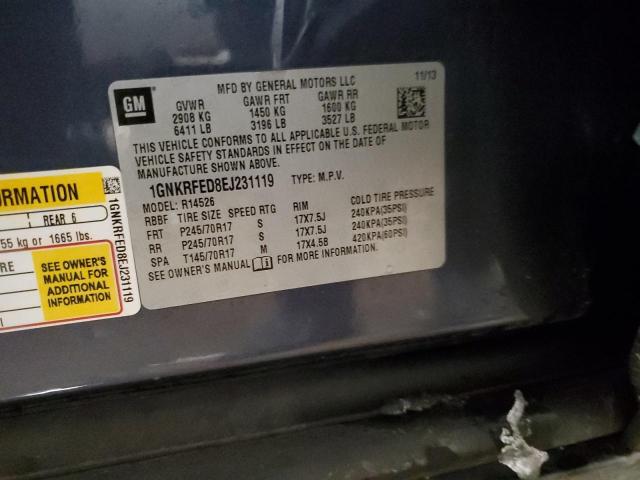 GM
MFD BY GENERAL MOTORS LLC
11/13
GVWR GAWR FRT GAWR RR
2908 KG 1450 KG 1600 KG
6411 LB 3196 LB 3527 LB
THIS VEHICLE CONFORMS TO ALL APPLICABLE U.S. FEDERAL MOTOR
VEHICLE SAFETY STANDARDS IN EFFECT ON THE DATE OF
MANUFACTURE SHOWN ABOVE.
1GNKRFED8EJ231119 TYPE: M.P.V.
MODEL: R14526
RBBF TIRE SIZE SPEED RTG RIM COLD TIRE PRESSURE
FRT P245/70R17 S 17X7.5J 240KPA(35PSI)
RR P245/70R17 S 17X7.5J 240KPA(35PSI)
SPA T145/70R17 M 17X4.5B 420KPA(60PSI)
SEE OWNER'S MANUAL FOR MORE INFORMATION.
ORMATION
REAR 6
55 kg or 1665 lbs.
RE
SEE OWNER'S
MANUAL FOR
ADDITIONAL
INFORMATION
1GNKRFED8EJ231119